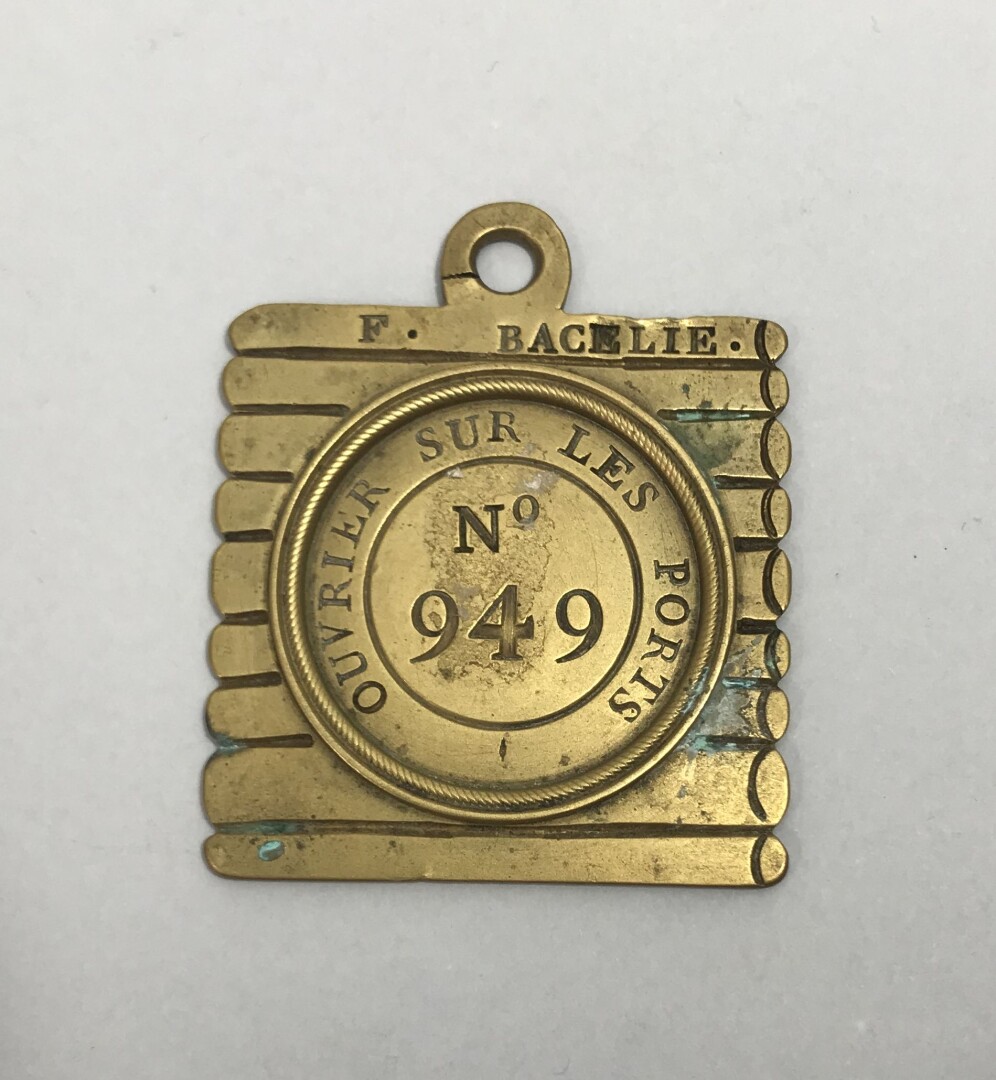 F. BACELIE.
OUVRIER SUR LES PORTS
Nº
949